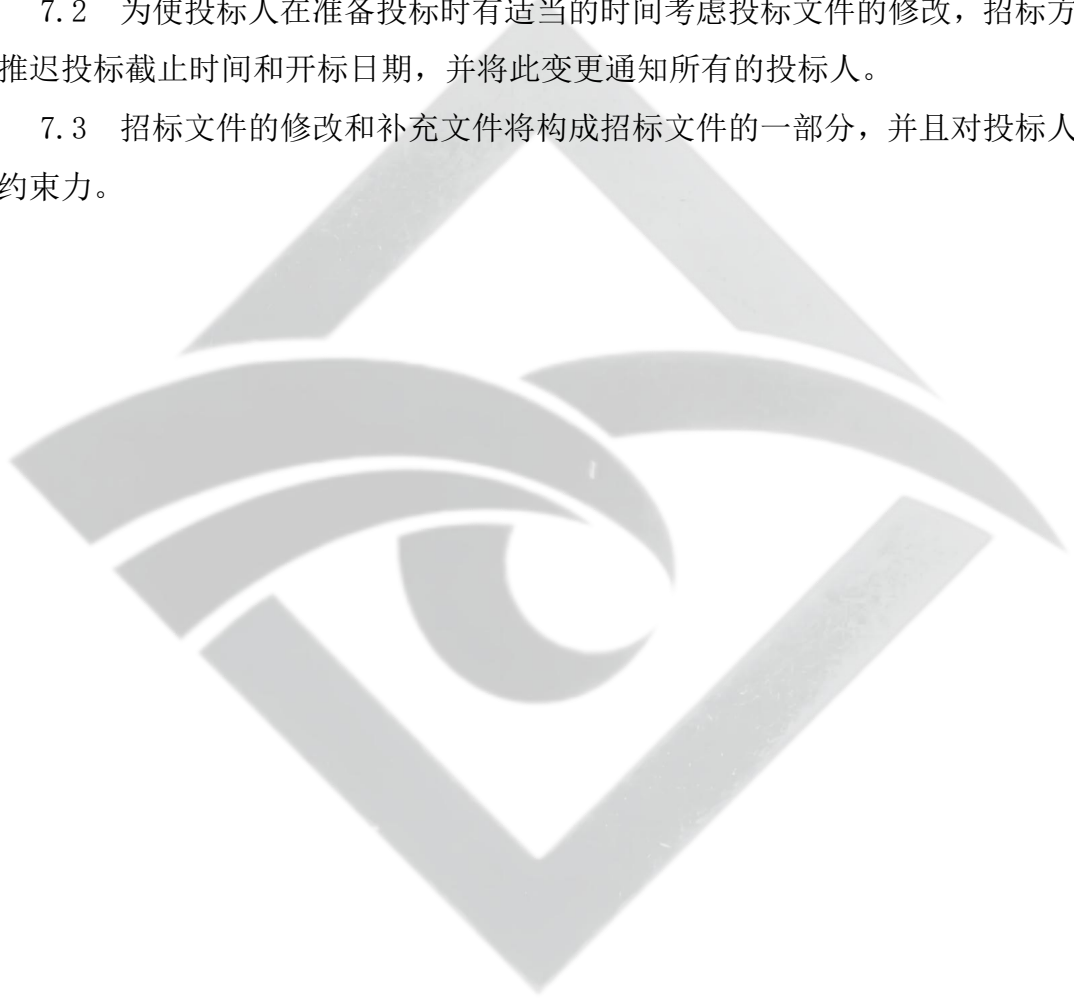 7.2 为使投标人在准备投标时有适当的时间考虑投标文件的修改，招标方
推迟投标截止时间和开标日期，并将此变更通知所有的投标人。
7.3 招标文件的修改和补充文件将构成招标文件的一部分，并且对投标人
约束力。